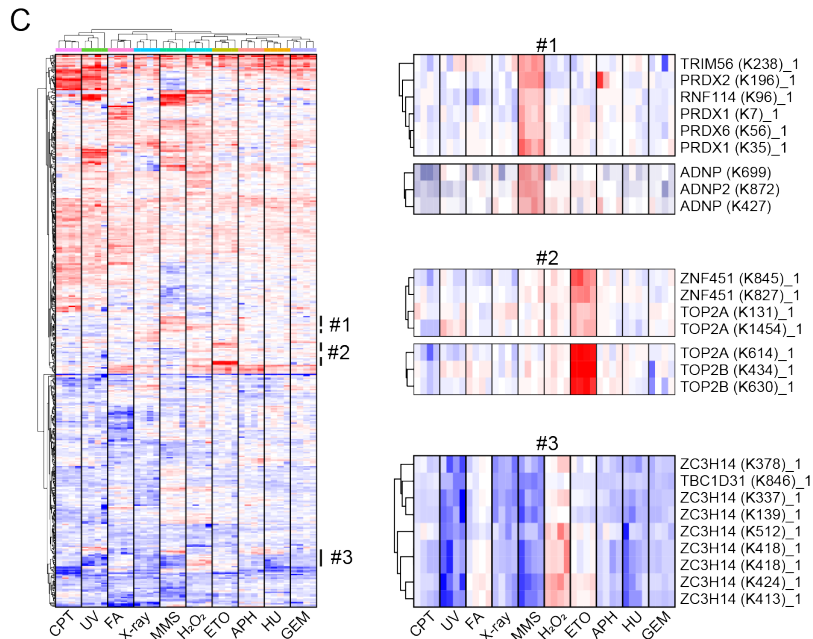 C
#1
#2
#3
CPT
UV
FA
X-ray
MMS
H₂O₂
ETO
APH
HU
GEM
#1
TRIM56 (K238)_1
PRDX2 (K196)_1
RNF114 (K96)_1
PRDX1 (K7)_1
PRDX6 (K56)_1
PRDX1 (K35)_1
ADNP (K699)
ADNP2 (K872)
ADNP (K427)
#2
ZNF451 (K845)_1
ZNF451 (K827)_1
TOP2A (K131)_1
TOP2A (K1454)_1
TOP2A (K614)_1
TOP2B (K434)_1
TOP2B (K630)_1
#3
ZC3H14 (K378)_1
TBC1D31 (K846)_1
ZC3H14 (K337)_1
ZC3H14 (K139)_1
ZC3H14 (K512)_1
ZC3H14 (K418)_1
ZC3H14 (K418)_1
ZC3H14 (K424)_1
ZC3H14 (K413)_1
CPT
UV
FA
X-ray
MMS
H₂O₂
ETO
APH
HU
GEM